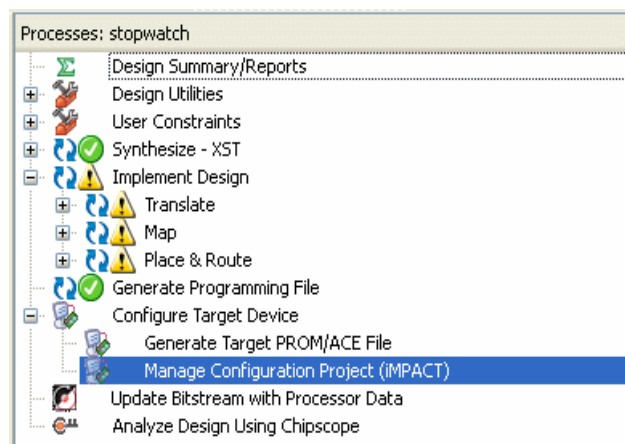 Processes: stopwatch
Design Summary/Reports
Design Utilities
User Constraints
Synthesize - XST
Implement Design
Translate
Map
Place & Route
Generate Programming File
Configure Target Device
Generate Target PROM/ACE File
Manage Configuration Project (iMPACT)
Update Bitstream with Processor Data
Analyze Design Using Chipscope